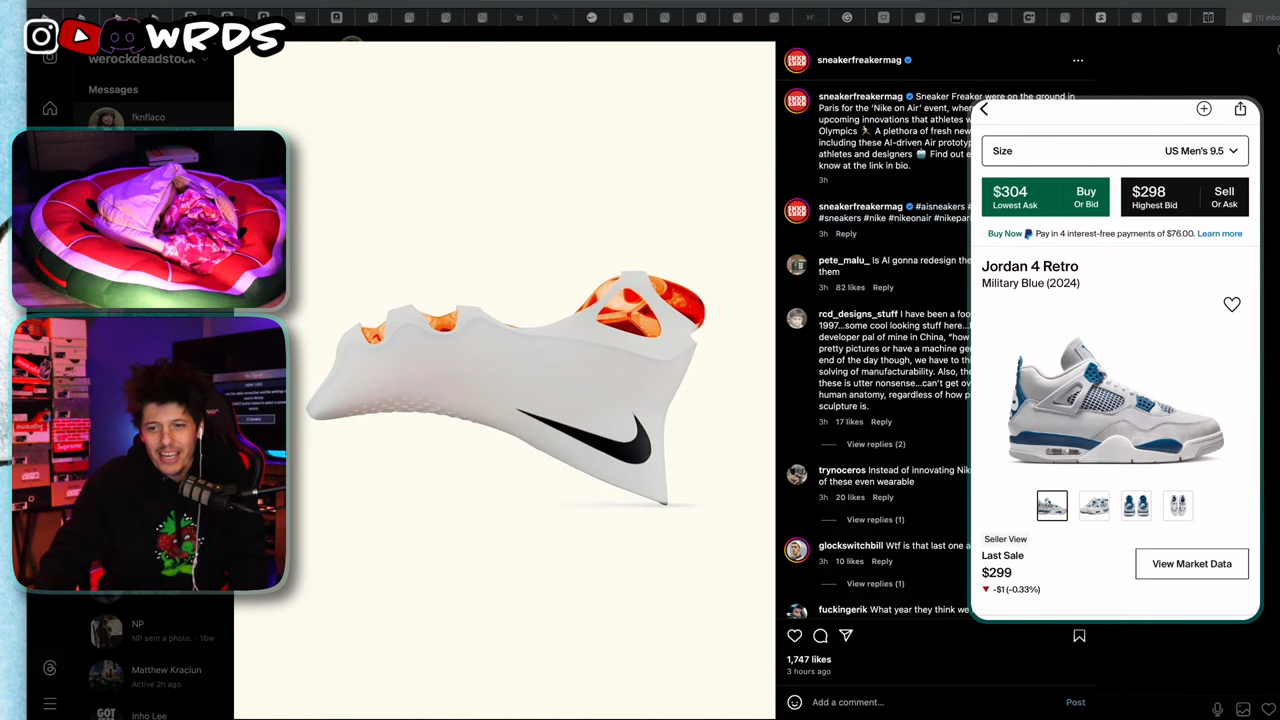 WRDS
werockdeadstock
Messages
fknflaco
NP
NP sent a photo. · 16w
Matthew Kraciun
Active 2h ago
Inho Lee
Supreme
sneakerfreakermag
sneakerfreakermag Sneaker Freaker were on the ground in
Paris for the 'Nike on Air' event, whe
upcoming innovations that athletes w
Olympics 🏃 A plethora of fresh new
including these AI-driven Air prototyp
athletes and designers 🤖 Find out e
know at the link in bio.
3h
sneakerfreakermag #aisneakers #
#sneakers #nike #nikeonair #nikepar
3h Reply
pete_malu_ Is AI gonna redesign the
them
3h 82 likes Reply
rcd_designs_stuff I have been a foo
1997...some cool looking stuff here...
developer pal of mine in China, "how
pretty pictures or have a machine ge
end of the day though, we have to th
solving of manufacturability. Also, the
these is utter nonsense...can't get ov
human anatomy, regardless of how p
sculpture is.
3h 17 likes Reply
View replies (2)
trynoceros Instead of innovating Nik
of these even wearable
3h 20 likes Reply
View replies (1)
glockswitchbill Wtf is that last one a
3h 10 likes Reply
View replies (1)
fuckingerik What year they think we
1,747 likes
3 hours ago
Add a comment...
Post
Size
US Men's 9.5
$304
Lowest Ask
Buy
Or Bid
$298
Highest Bid
Sell
Or Ask
Buy Now Pay in 4 interest-free payments of $76.00. Learn more
Jordan 4 Retro
Military Blue (2024)
Seller View
Last Sale
$299
-$1 (-0.33%)
View Market Data